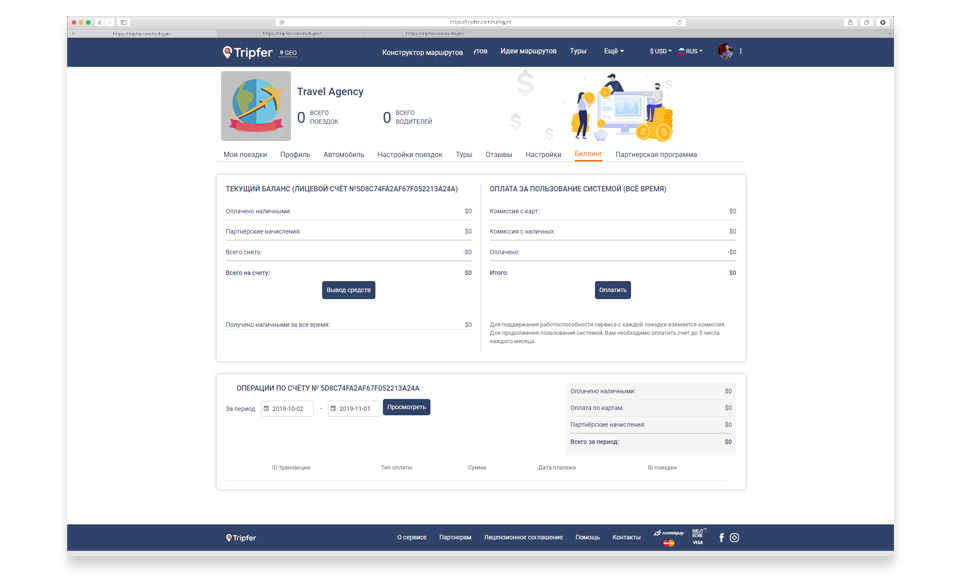 https://tripfer.com/ru/login/
https://tripfer.com/ru/login/
https://tripfer.com/ru/login/
https://tripfer.com/ru/login/
Tripfer GEO
Конструктор маршрутов
тов
Идеи маршрутов
Туры
Ещё
$ USD
RUS
Travel Agency
0 ВСЕГО ПОЕЗДОК
0 ВСЕГО ВОДИТЕЛЕЙ
Мои поездки
Профиль
Автомобиль
Настройки поездок
Туры
Отзывы
Настройки
Биллинг
Партнерская программа
ТЕКУЩИЙ БАЛАНС (ЛИЦЕВОЙ СЧЁТ №5D8C74FA2AF67F052213A24A)
Оплачено наличными: $0
Партнёрские начисления: $0
Всего снято: -$0
Всего на счету: $0
Вывод средств
Получено наличными за все время: $0
ОПЛАТА ЗА ПОЛЬЗОВАНИЕ СИСТЕМОЙ (ВСЁ ВРЕМЯ)
Комиссия с карт: $0
Комиссия с наличных: $0
Оплачено: -$0
Итого: $0
Оплатить
Для поддержания работоспособности сервиса с каждой поездки взимается комиссия.
Для продолжения пользования системой, Вам необходимо оплатить счет до 5 числа
каждого месяца.
ОПЕРАЦИИ ПО СЧЁТУ № 5D8C74FA2AF67F052213A24A
За период 2019-10-02 - 2019-11-01 Просмотреть
Оплачено наличными: $0
Оплата по картам: $0
Партнёрские начисления: $0
Всего за период: $0
ID транзакции
Тип оплаты
Сумма
Дата платежа
ID поездки
Tripfer
О сервисе
Партнерам
Лицензионное соглашение
Помощь
Контакты
VISA